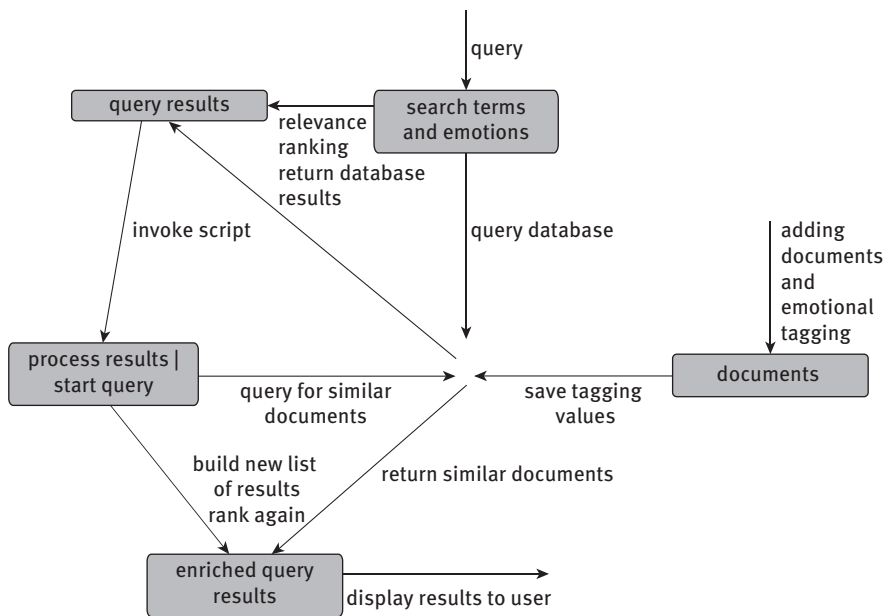 query
query results
search terms
and emotions
relevance
ranking
return database
results
invoke script
query database
adding
documents
and
emotional
tagging
process results |
start query
query for similar
documents
save tagging
values
documents
build new list
of results
rank again
return similar documents
enriched query
results
display results to user